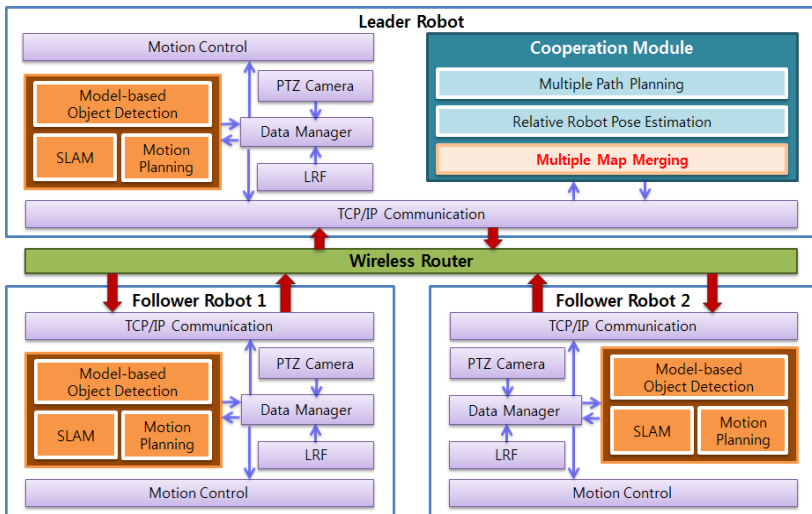 Leader Robot
Motion Control
Model-based
Object Detection
SLAM
Motion
Planning
PTZ Camera
Data Manager
LRF
Cooperation Module
Multiple Path Planning
Relative Robot Pose Estimation
Multiple Map Merging
TCP/IP Communication
Wireless Router
Follower Robot 1
TCP/IP Communication
Model-based
Object Detection
SLAM
Motion
Planning
PTZ Camera
Data Manager
LRF
Motion Control
Follower Robot 2
TCP/IP Communication
PTZ Camera
Data Manager
LRF
Model-based
Object Detection
SLAM
Motion
Planning
Motion Control